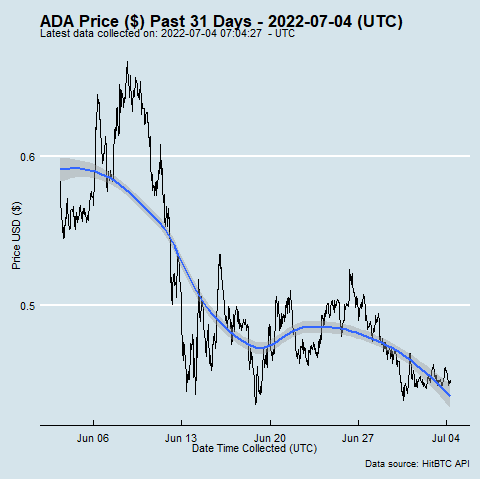 ADA Price ($) Past 31 Days - 2022-07-04 (UTC)
Latest data collected on: 2022-07-04 07:04:27 - UTC
0.6
0.5
Price USD ($)
Jun 06 Jun 13 Jun 20 Jun 27 Jul 04
Date Time Collected (UTC)
Data source: HitBTC API